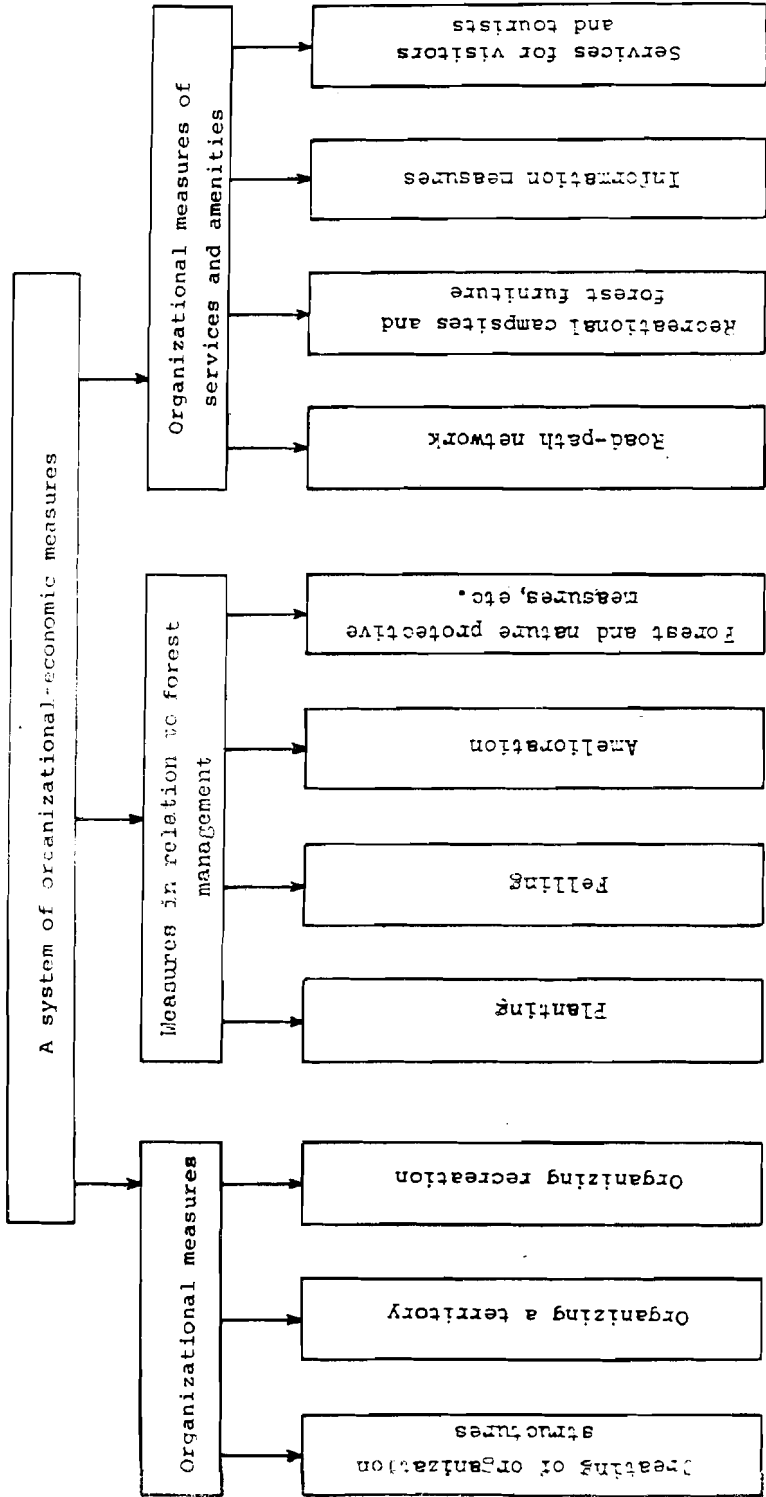 A system of organizational-economic measures
Organizational measures
Measures in relation to forest
management
Organizational measures of
services and amenities
Creating of organization
structures
Organizing a territory
Organizing recreation
Planting
Felling
Amelioration
Forest and nature protective
measures, etc.
Road-path network
Recreational campsites and
forest furniture
Information measures
Services for visitors
and tourists